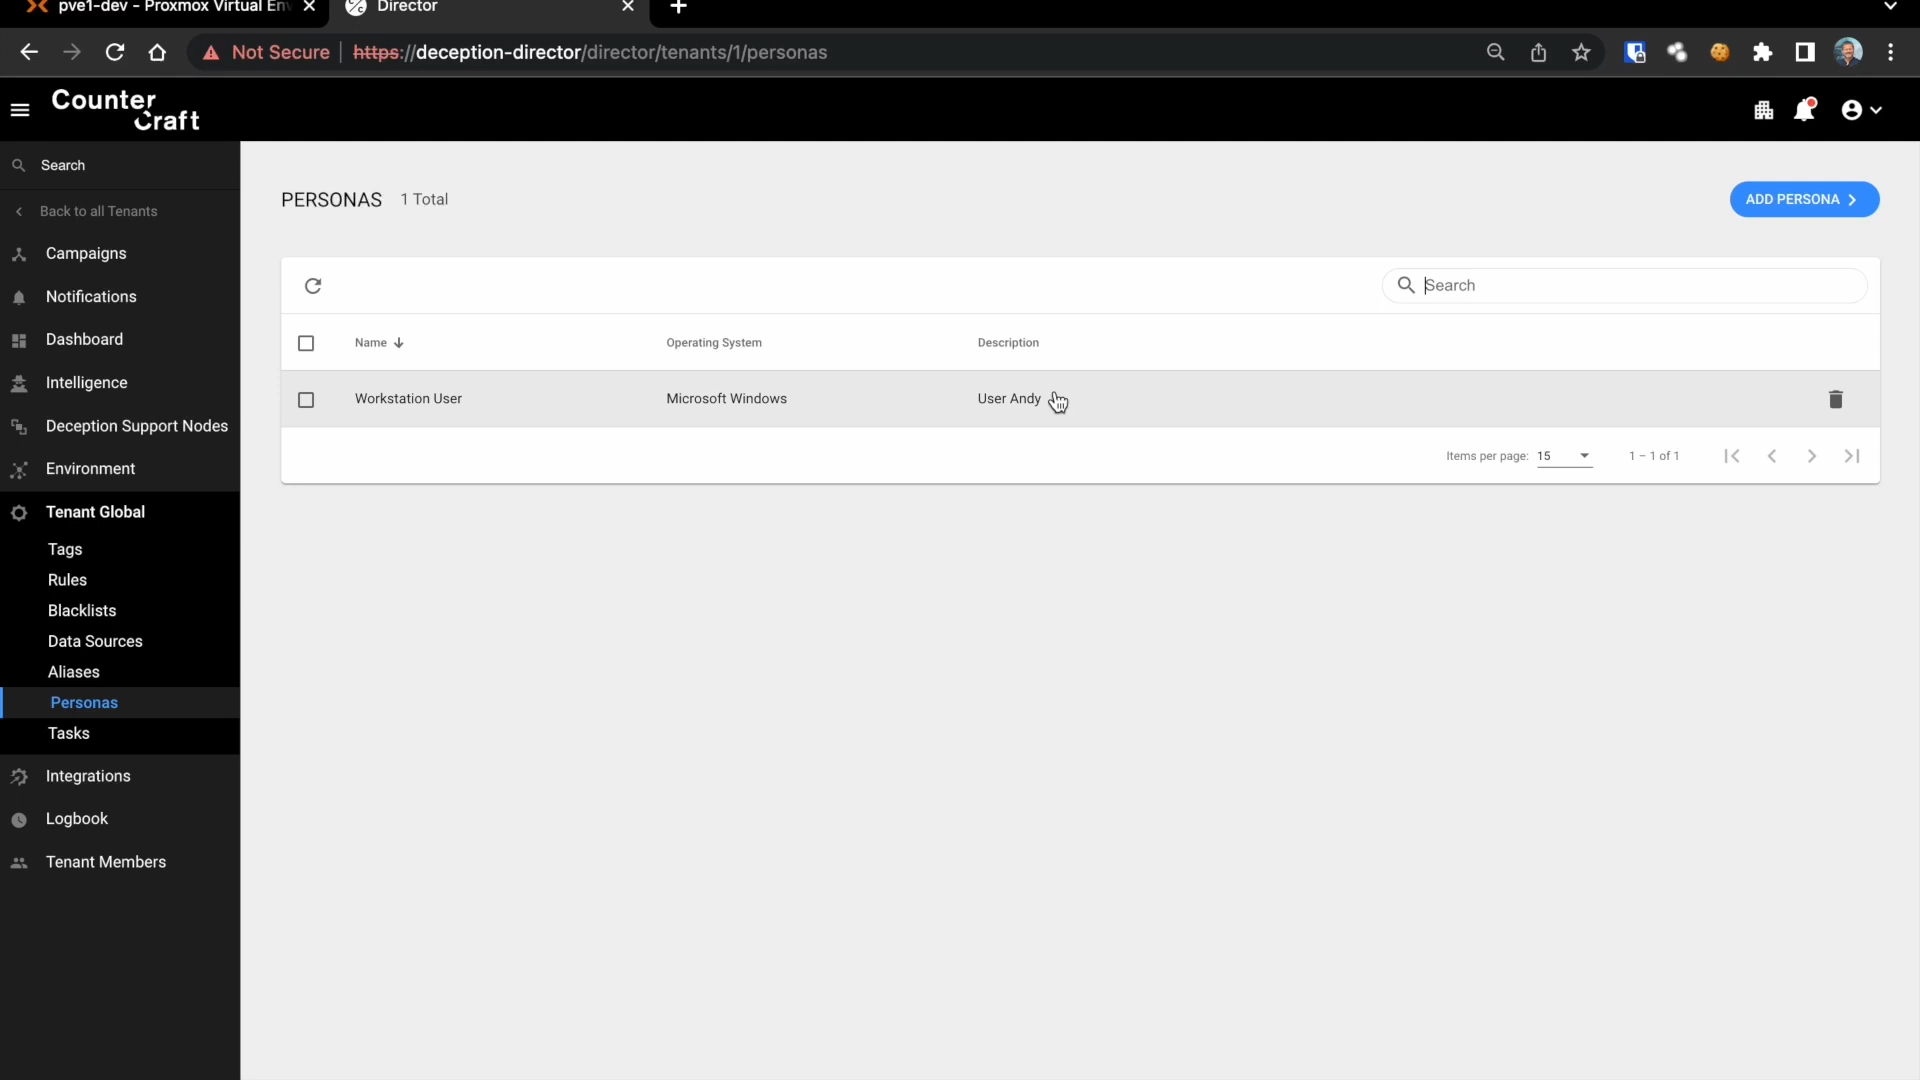 pve1-dev - Proxmox Virtual Env
Director
Not Secure
https://deception-director/director/tenants/1/personas
Counter
Craft
Search
Back to all Tenants
Campaigns
Notifications
Dashboard
Intelligence
Deception Support Nodes
Environment
Tenant Global
Tags
Rules
Blacklists
Data Sources
Aliases
Personas
Tasks
Integrations
Logbook
Tenant Members
PERSONAS 1 Total
ADD PERSONA
Search
Name Operating System Description
Workstation User Microsoft Windows User Andy
Items per page: 15 1 – 1 of 1